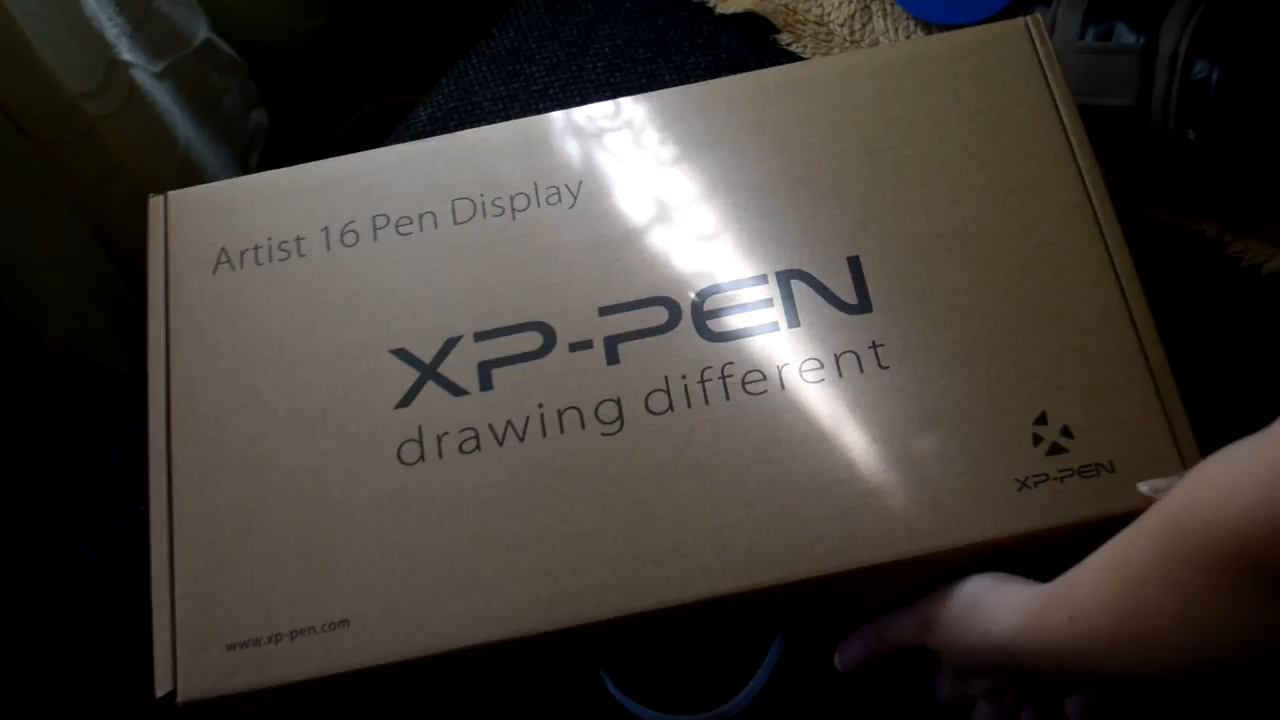 Artist 16 Pen Display
XP-PEN
drawing different
XP-PEN
www.xp-pen.com